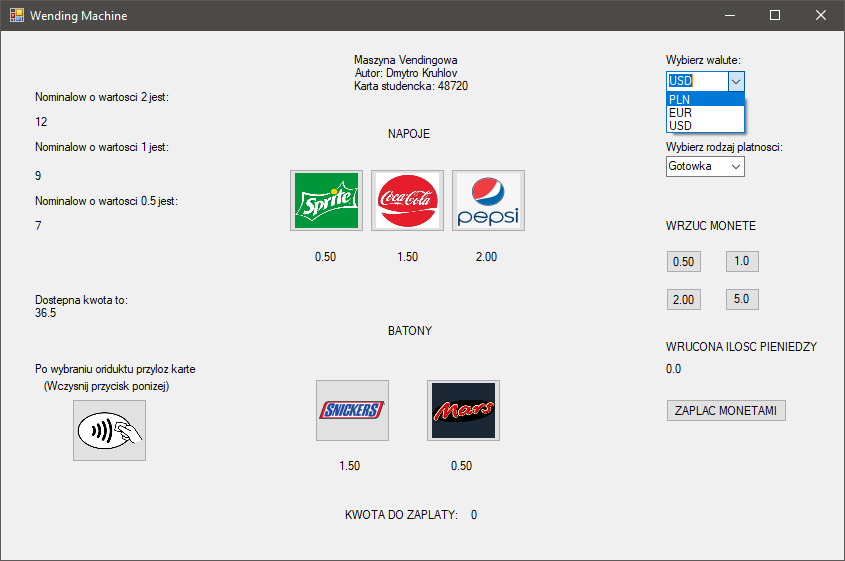 Wending Machine
Maszyna Vendingowa
Autor: Dmytro Kruhlov
Karta studencka: 48720
Nominalow o wartosci 2 jest:
12
Nominalow o wartosci 1 jest:
9
Nominalow o wartosci 0.5 jest:
7
Dostepna kwota to:
36.5
Po wybraniu oriduktu przyloz karte
(Wczysnij przycisk ponizej)
NAPOJE
Sprite
Coca-Cola
pepsi
0.50
1.50
2.00
BATONY
SNICKERS
Mars
1.50
0.50
KWOTA DO ZAPLATY: 0
Wybierz walute:
USD
PLN
EUR
USD
Wybierz rodzaj platnosci:
Gotowka
WRZUC MONETE
0.50
1.0
2.00
5.0
WRUCONA ILOSC PIENIEDZY
0.0
ZAPLAC MONETAMI